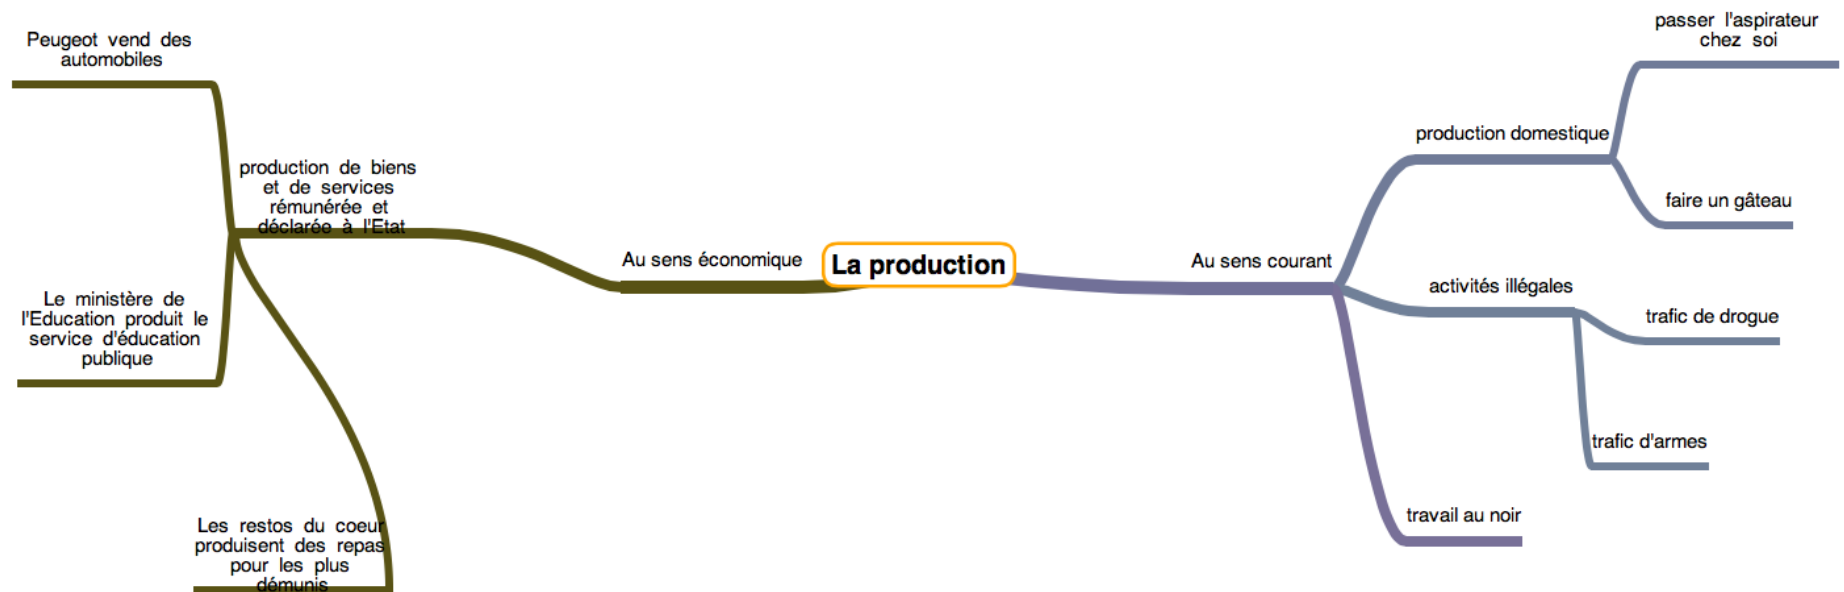 Peugeot vend des
automobiles
production de biens
et de services
rémunérée et
déclarée à l'Etat
Le ministère de
l'Education produit le
service d'éducation
publique
Les restos du coeur
produisent des repas
pour les plus
démunis
Au sens économique
La production
Au sens courant
production domestique
passer l'aspirateur
chez soi
faire un gâteau
activités illégales
trafic de drogue
trafic d'armes
travail au noir